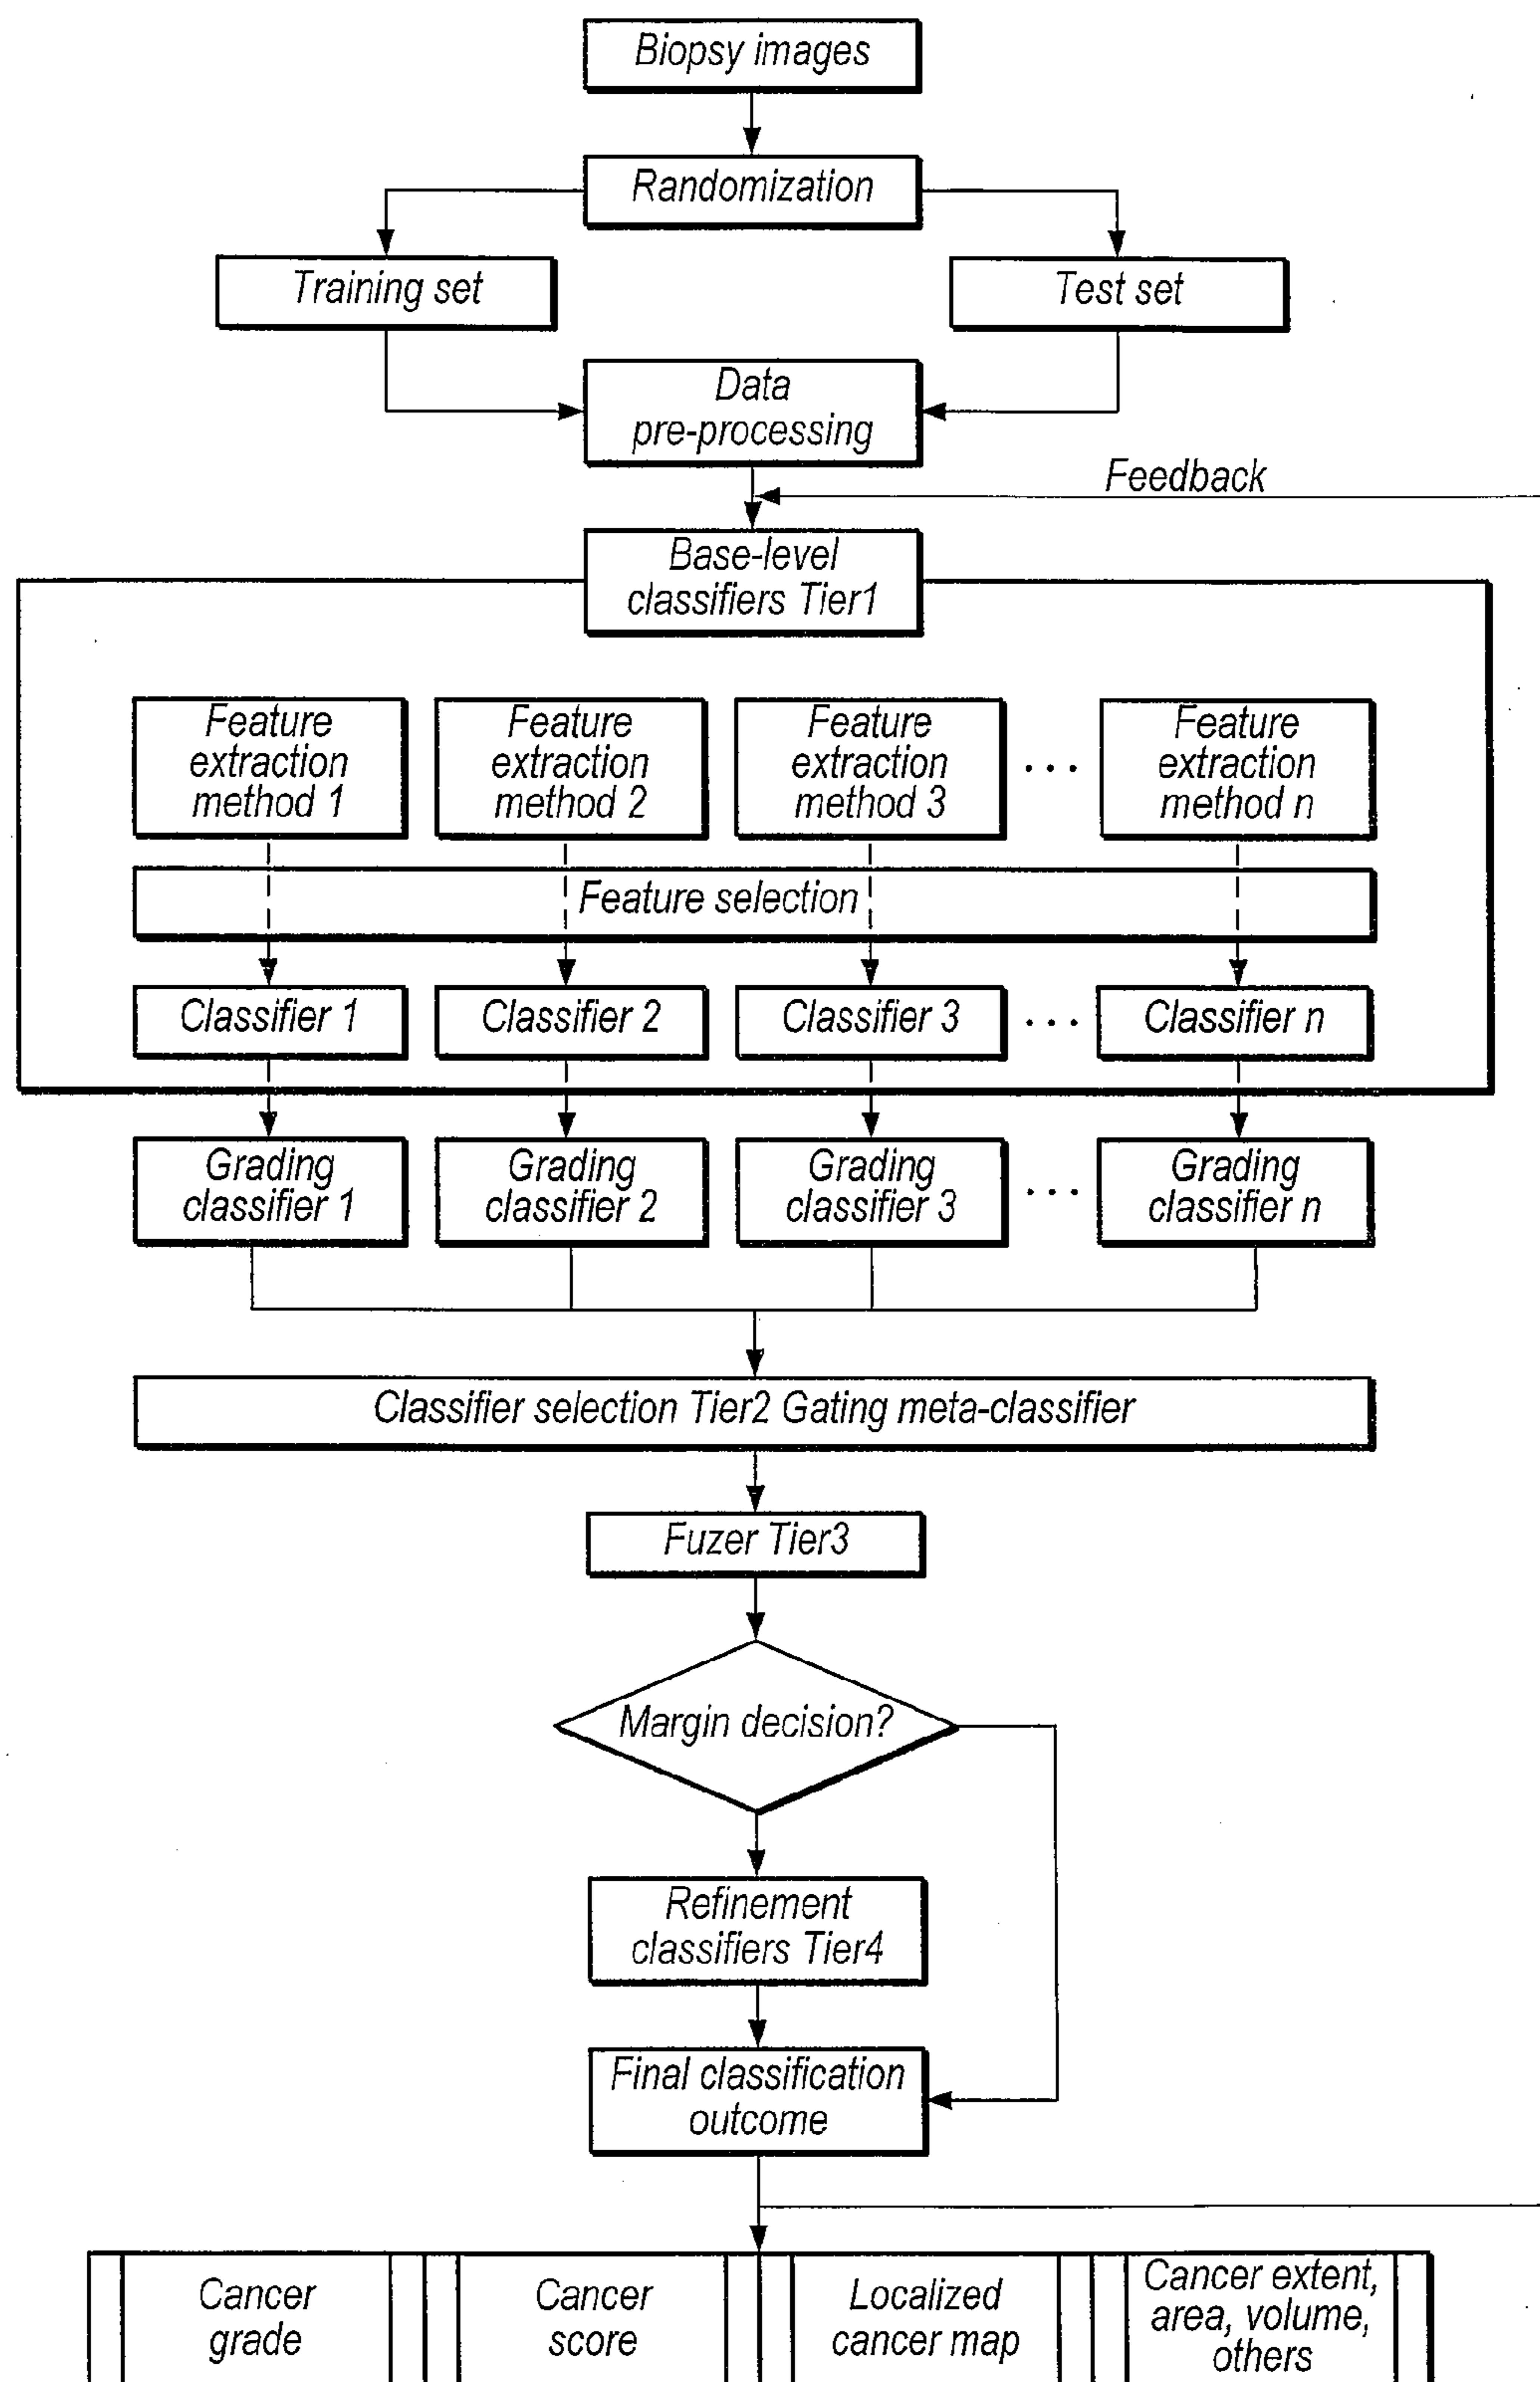 Biopsy images
Randomization
Training set
Test set
Data
pre-processing
Feedback
Base-level
classifiers Tier1
Feature
extraction
method 1
Feature
extraction
method 2
Feature
extraction
method 3
...
Feature
extraction
method n
Feature selection
Classifier 1
Classifier 2
Classifier 3
...
Classifier n
Grading
classifier 1
Grading
classifier 2
Grading
classifier 3
...
Grading
classifier n
Classifier selection Tier2 Gating meta-classifier
Fuzer Tier3
Margin decision?
Refinement
classifiers Tier4
Final classification
outcome
Cancer
grade
Cancer
score
Localized
cancer map
Cancer extent,
area, volume,
others